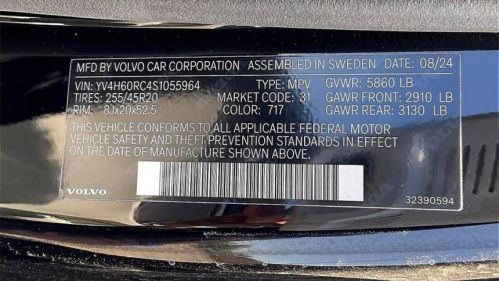 MFD BY VOLVO CAR CORPORATION ASSEMBLED IN SWEDEN DATE: 08/24
VIN: YV4H60RC4S1055964 TYPE: MPV GVWR: 5860 LB
TIRES: 255/45R20 MARKET CODE: 31 GAWR FRONT: 2910 LB
RIM: 8Jx20x52.5 COLOR: 717 GAWR REAR: 3130 LB
THIS VEHICLE CONFORMS TO ALL APPLICABLE FEDERAL MOTOR
VEHICLE SAFETY AND THEFT PREVENTION STANDARDS IN EFFECT
ON THE DATE OF MANUFACTURE SHOWN ABOVE.
VOLVO
32390594